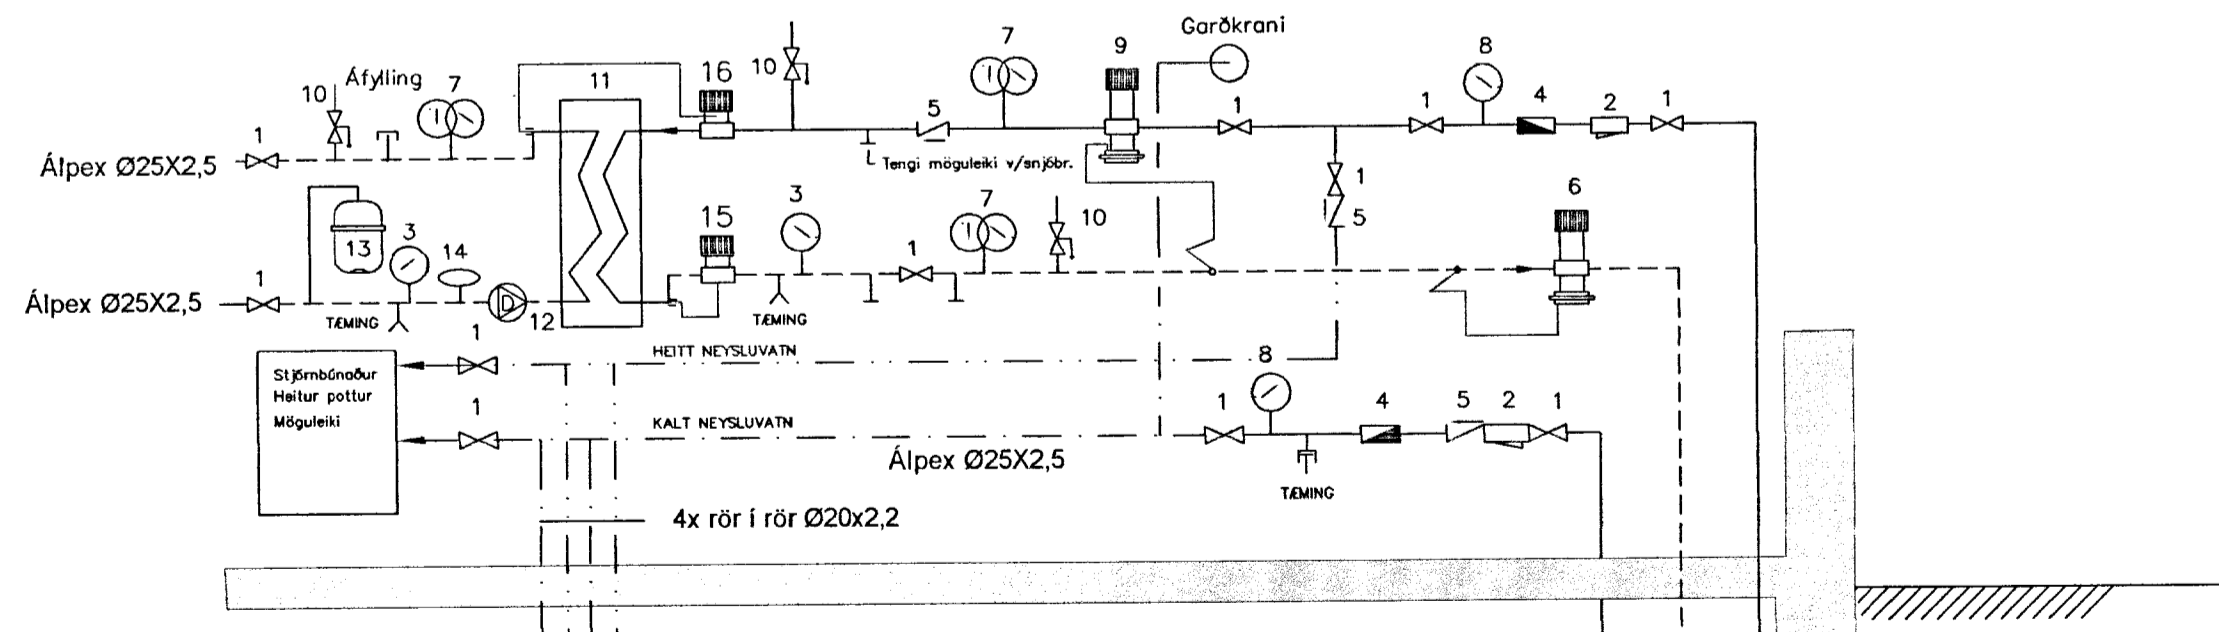 Garðkrani
7
9
8
Áfylling
7
11
16
10
10
5
1
1
4
2
1
1
Álpex Ø25X2,5
Tengi möguleiki v/snjóbr.
1
5
6
13
3
14
15
3
1
7
10
1
Álpex Ø25X2,5
TÆMING
12
TÆMING
1
HEITT NEYSLUVATN
8
Stjórnbúnaður
Heitur pottur
Möguleiki
1
KALT NEYSLUVATN
1
4
5
2
1
Álpex Ø25X2,5
TÆMING
4x rör í rör Ø20x2,2